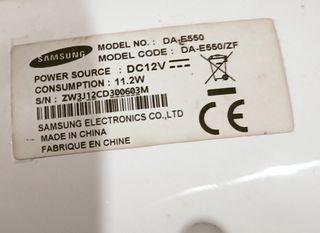 SAMSUNG
MODEL NO. : DA-E550
MODEL CODE : DA-E550/ZF
POWER SOURCE : DC12V
CONSUMPTION : 11.2W
S/N : ZW3J12CD300603M
SAMSUNG ELECTRONICS CO.,LTD
MADE IN CHINA
FABRIQUE EN CHINE
CE